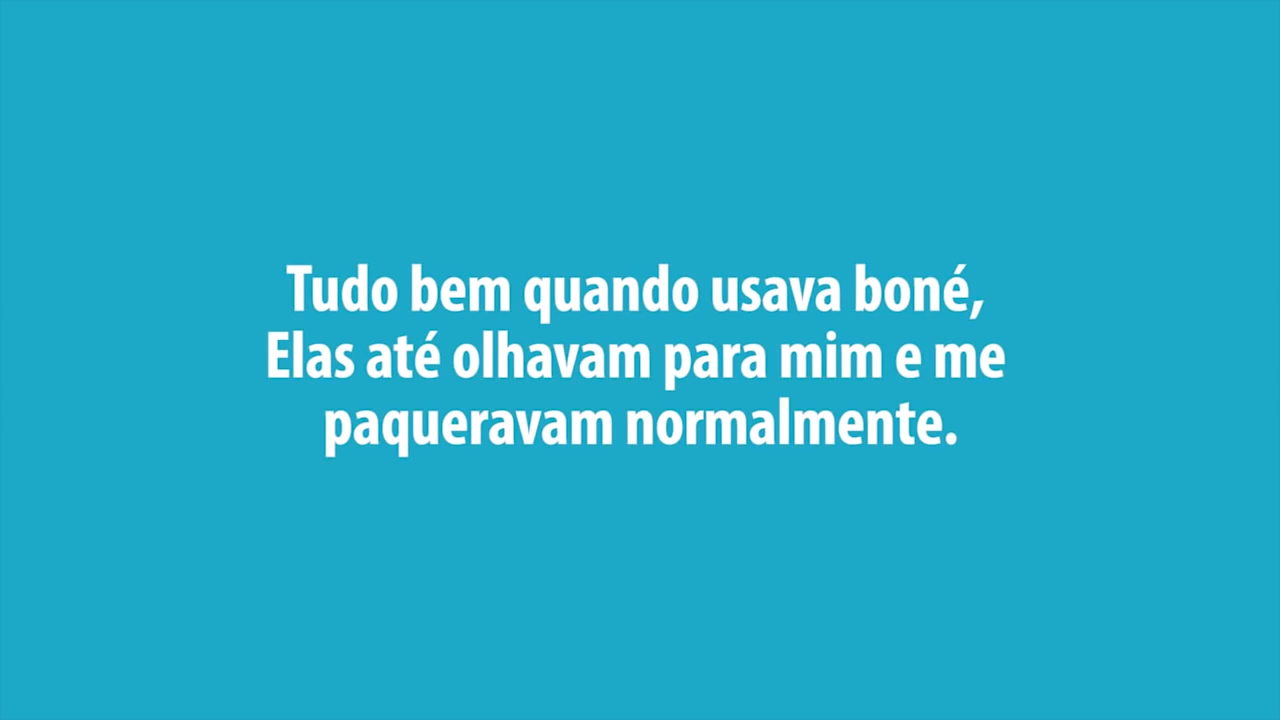 Tudo bem quando usava boné,
Elas até olhavam para mim e me
paqueravam normalmente.